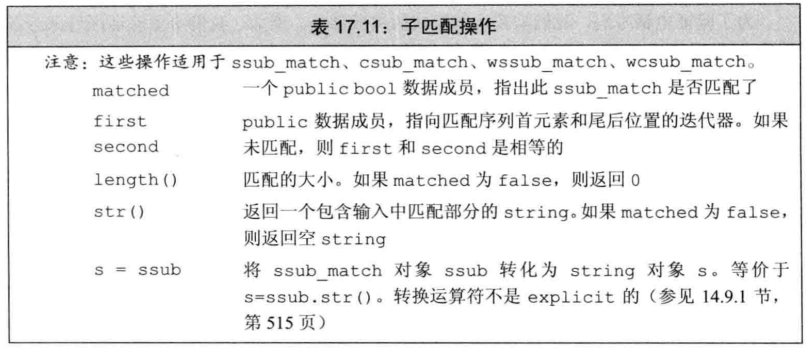 表 17.11：子匹配操作
注意：这些操作适用于 ssub_match、csub_match、wssub_match、wcsub_match。
matched 一个 public bool 数据成员，指出此 ssub_match 是否匹配了
first public 数据成员，指向匹配序列首元素和尾后位置的迭代器。如果
second 未匹配，则 first 和 second 是相等的
length() 匹配的大小。如果 matched 为 false，则返回 0
str() 返回一个包含输入中匹配部分的 string。如果 matched 为 false，
则返回空 string
s = ssub 将 ssub_match 对象 ssub 转化为 string 对象 s。等价于
s=ssub.str()。转换运算符不是 explicit 的（参见 14.9.1 节，
第 515 页）